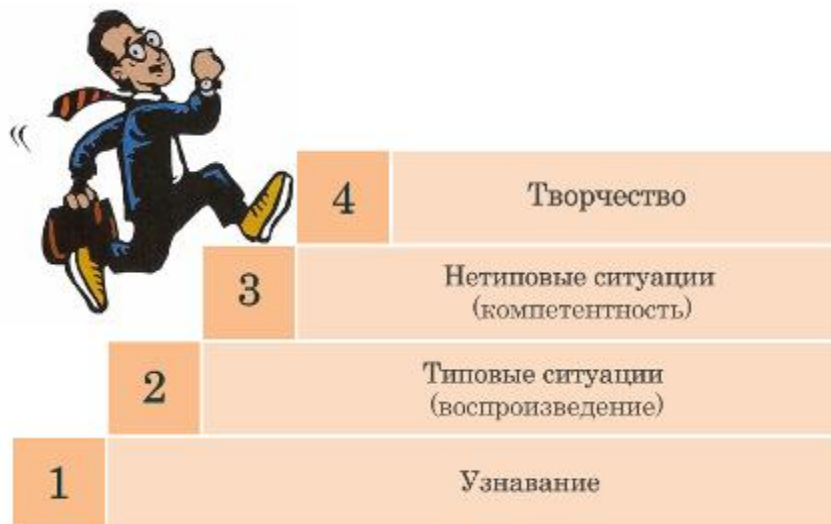 4
Творчество
3
Нетиповые ситуации
(компетентность)
2
Типовые ситуации
(воспроизведение)
1
Узнавание